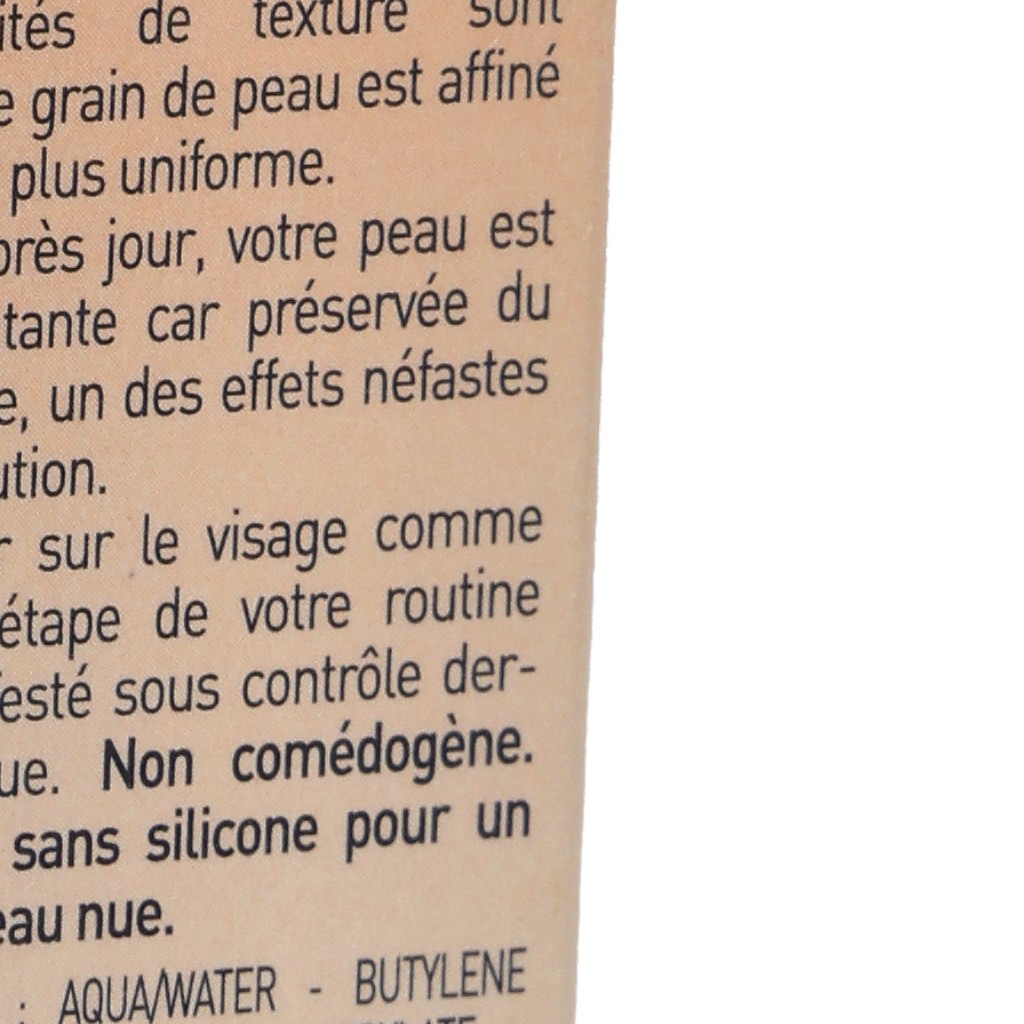 ités de texture sont
e grain de peau est affiné
plus uniforme.
près jour, votre peau est
tante car préservée du
e, un des effets néfastes
ution.
r sur le visage comme
étape de votre routine
esté sous contrôle der-
ue. Non comédogène.
sans silicone pour un
eau nue.
: AQUA/WATER - BUTYLENE